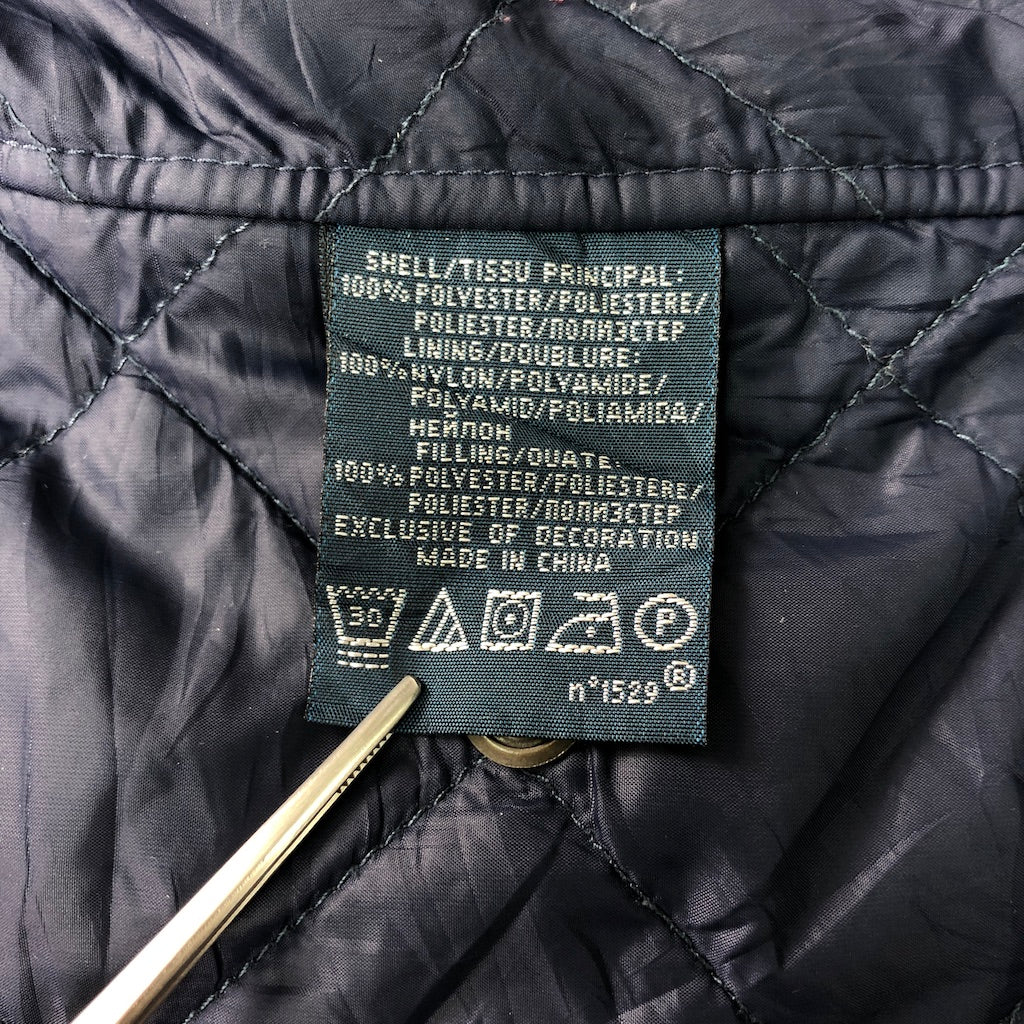 SHELL/TISSU PRINCIPAL:
100% POLYESTER/POLIESTERE/
POLIESTER/ПОЛИЭСТЕР
LINING/DOUBLURE:
100% NYLON/POLYAMIDE/
POLYAMID/POLIAMIDA/
НЕЙЛОН
FILLING/OUATE:
100% POLYESTER/POLIESTERE/
POLIESTER/ПОЛИЭСТЕР
EXCLUSIVE OF DECORATION
MADE IN CHINA
30 P
n°1529 ®